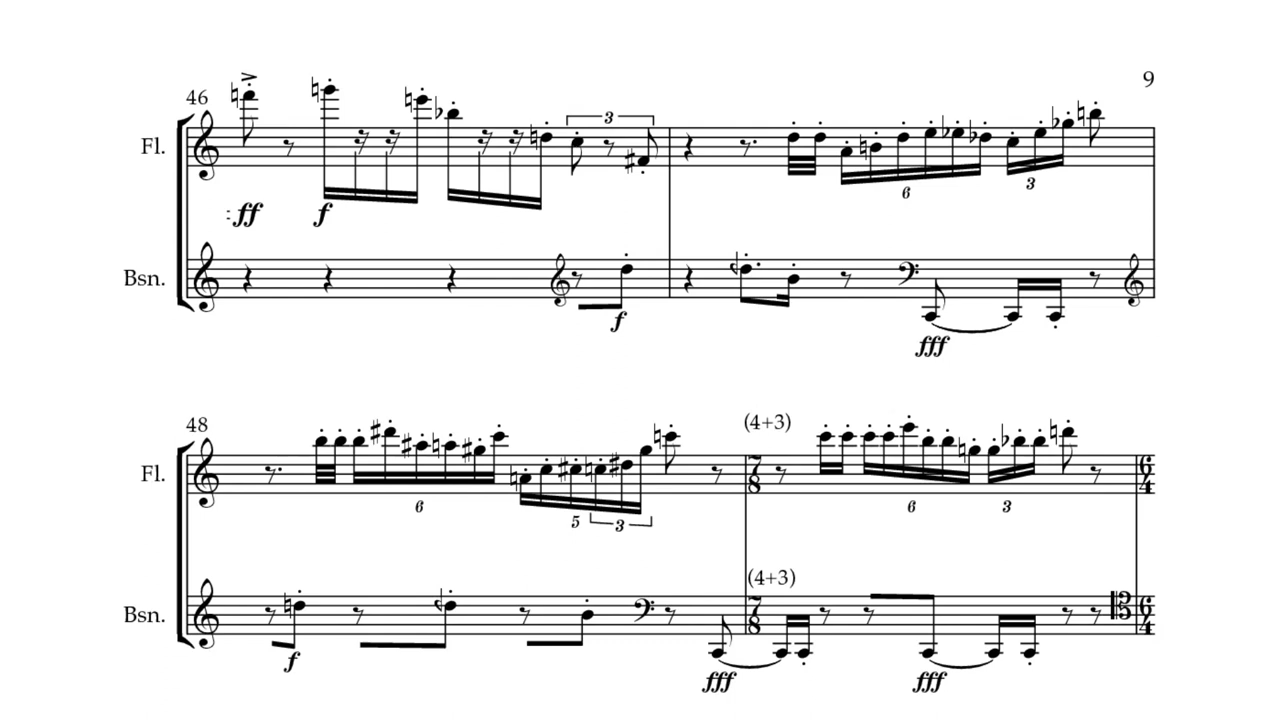 9
46
Fl.
3
ff f
6 3
Bsn.
f fff
48
(4+3)
Fl.
7
8
6
4
6 5 3 6 3
(4+3)
Bsn.
7
8
6
4
f fff fff